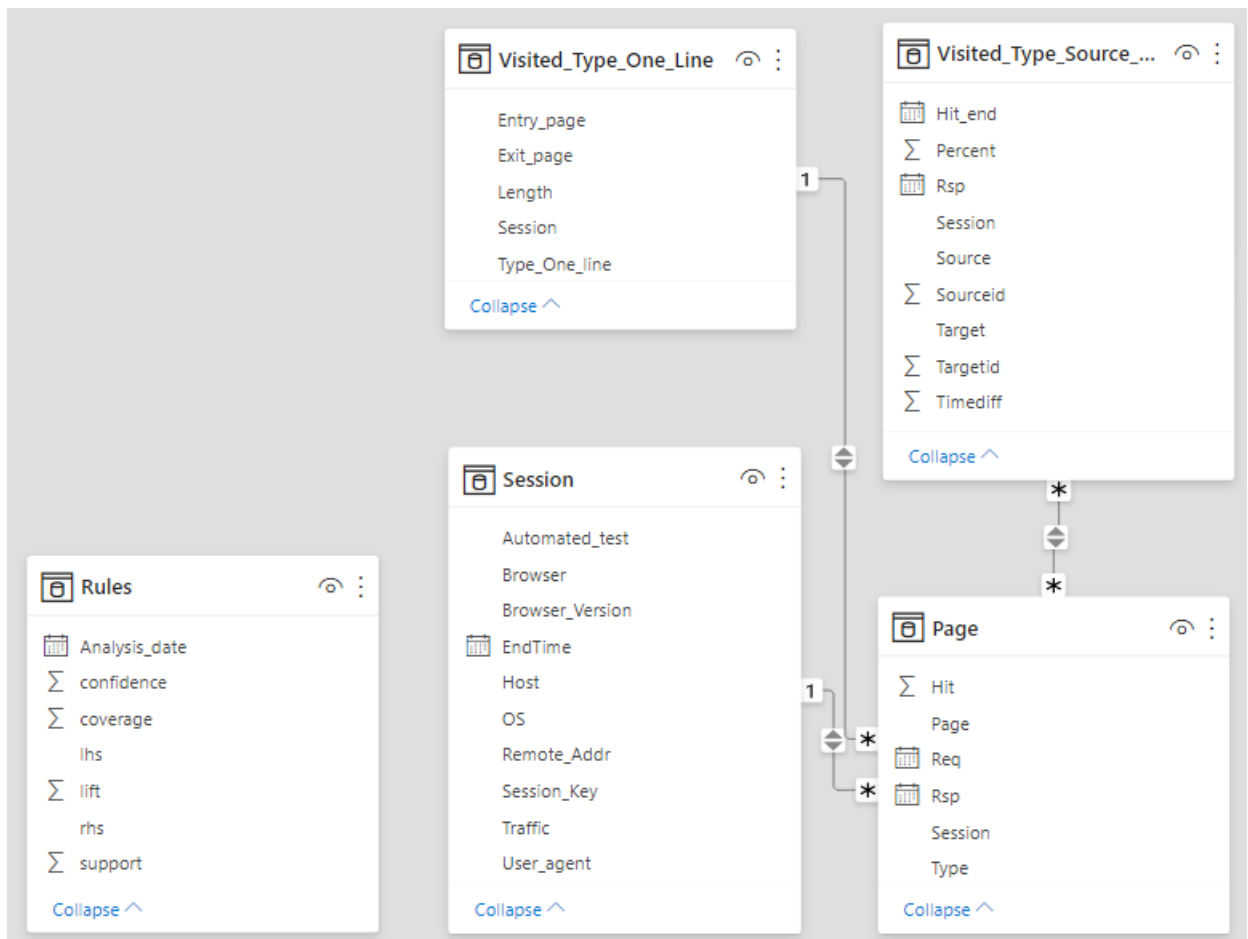 Visited_Type_One_Line
Entry_page
Exit_page
Length
Session
Type_One_line
Collapse
Visited_Type_Source_...
Hit_end
Σ Percent
Rsp
Session
Source
Σ Sourceid
Target
Σ Targetid
Σ Timediff
Collapse
1
*
*
Session
Automated_test
Browser
Browser_Version
EndTime
Host
OS
Remote_Addr
Session_Key
Traffic
User_agent
Collapse
1
*
*
Rules
Analysis_date
Σ confidence
Σ coverage
lhs
Σ lift
rhs
Σ support
Collapse
Page
Σ Hit
Page
Req
Rsp
Session
Type
Collapse